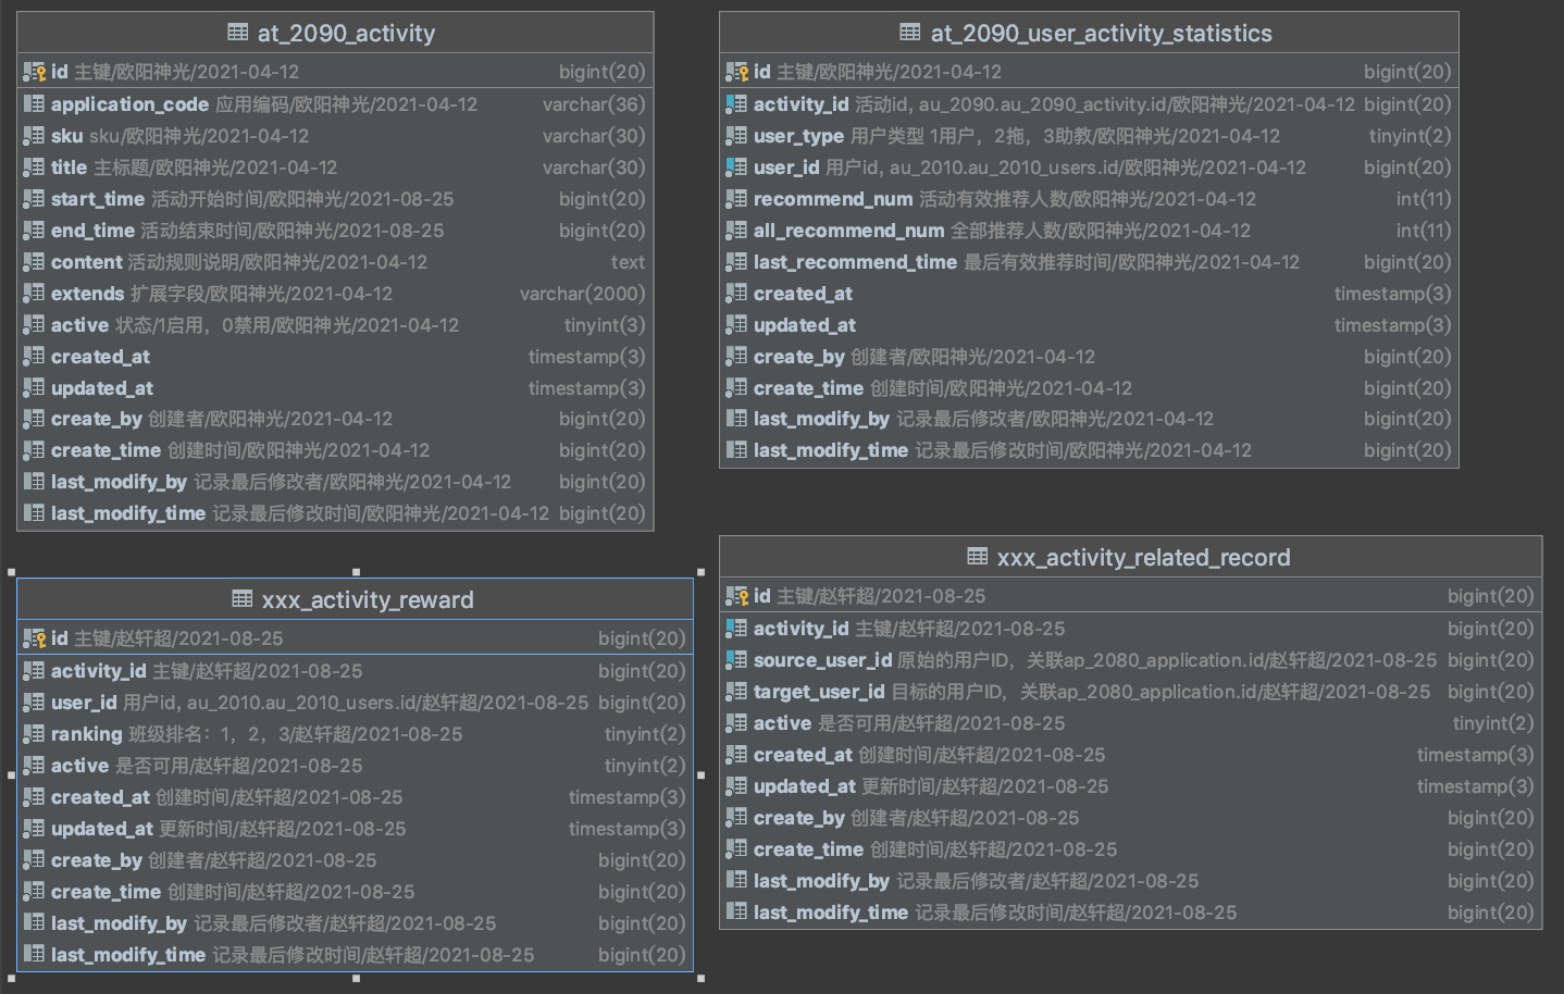 at_2090_activity
id 主键/欧阳神光/2021-04-12 bigint(20)
application_code 应用编码/欧阳神光/2021-04-12 varchar(36)
sku sku/欧阳神光/2021-04-12 varchar(30)
title 主标题/欧阳神光/2021-04-12 varchar(30)
start_time 活动开始时间/欧阳神光/2021-08-25 bigint(20)
end_time 活动结束时间/欧阳神光/2021-08-25 bigint(20)
content 活动规则说明/欧阳神光/2021-04-12 text
extends 扩展字段/欧阳神光/2021-04-12 varchar(2000)
active 状态/1启用，0禁用/欧阳神光/2021-04-12 tinyint(3)
created_at timestamp(3)
updated_at timestamp(3)
create_by 创建者/欧阳神光/2021-04-12 bigint(20)
create_time 创建时间/欧阳神光/2021-04-12 bigint(20)
last_modify_by 记录最后修改者/欧阳神光/2021-04-12 bigint(20)
last_modify_time 记录最后修改时间/欧阳神光/2021-04-12 bigint(20)
at_2090_user_activity_statistics
id 主键/欧阳神光/2021-04-12 bigint(20)
activity_id 活动id, au_2090.au_2090_activity.id/欧阳神光/2021-04-12 bigint(20)
user_type 用户类型 1用户，2拖，3助教/欧阳神光/2021-04-12 tinyint(2)
user_id 用户id, au_2010.au_2010_users.id/欧阳神光/2021-04-12 bigint(20)
recommend_num 活动有效推荐人数/欧阳神光/2021-04-12 int(11)
all_recommend_num 全部推荐人数/欧阳神光/2021-04-12 int(11)
last_recommend_time 最后有效推荐时间/欧阳神光/2021-04-12 bigint(20)
created_at timestamp(3)
updated_at timestamp(3)
create_by 创建者/欧阳神光/2021-04-12 bigint(20)
create_time 创建时间/欧阳神光/2021-04-12 bigint(20)
last_modify_by 记录最后修改者/欧阳神光/2021-04-12 bigint(20)
last_modify_time 记录最后修改时间/欧阳神光/2021-04-12 bigint(20)
xxx_activity_reward
id 主键/赵轩超/2021-08-25 bigint(20)
activity_id 主键/赵轩超/2021-08-25 bigint(20)
user_id 用户id, au_2010.au_2010_users.id/赵轩超/2021-08-25 bigint(20)
ranking 班级排名：1，2，3/赵轩超/2021-08-25 tinyint(2)
active 是否可用/赵轩超/2021-08-25 tinyint(2)
created_at 创建时间/赵轩超/2021-08-25 timestamp(3)
updated_at 更新时间/赵轩超/2021-08-25 timestamp(3)
create_by 创建者/赵轩超/2021-08-25 bigint(20)
create_time 创建时间/赵轩超/2021-08-25 bigint(20)
last_modify_by 记录最后修改者/赵轩超/2021-08-25 bigint(20)
last_modify_time 记录最后修改时间/赵轩超/2021-08-25 bigint(20)
xxx_activity_related_record
id 主键/赵轩超/2021-08-25 bigint(20)
activity_id 主键/赵轩超/2021-08-25 bigint(20)
source_user_id 原始的用户ID，关联ap_2080_application.id/赵轩超/2021-08-25 bigint(20)
target_user_id 目标的用户ID，关联ap_2080_application.id/赵轩超/2021-08-25 bigint(20)
active 是否可用/赵轩超/2021-08-25 tinyint(2)
created_at 创建时间/赵轩超/2021-08-25 timestamp(3)
updated_at 更新时间/赵轩超/2021-08-25 timestamp(3)
create_by 创建者/赵轩超/2021-08-25 bigint(20)
create_time 创建时间/赵轩超/2021-08-25 bigint(20)
last_modify_by 记录最后修改者/赵轩超/2021-08-25 bigint(20)
last_modify_time 记录最后修改时间/赵轩超/2021-08-25 bigint(20)